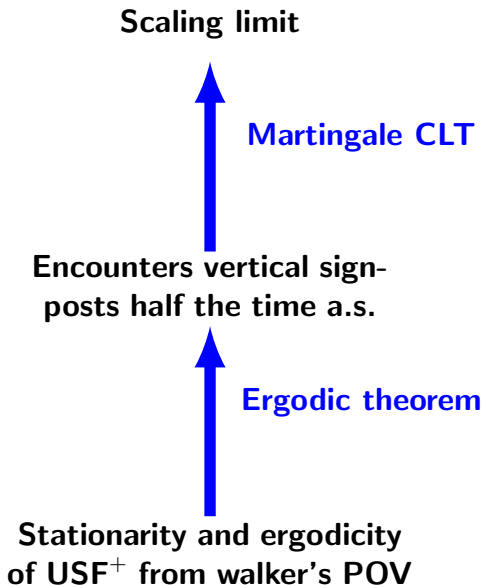 Scaling limit
Martingale CLT
Encounters vertical sign-
posts half the time a.s.
Ergodic theorem
Stationarity and ergodicity
of USF⁺ from walker's POV